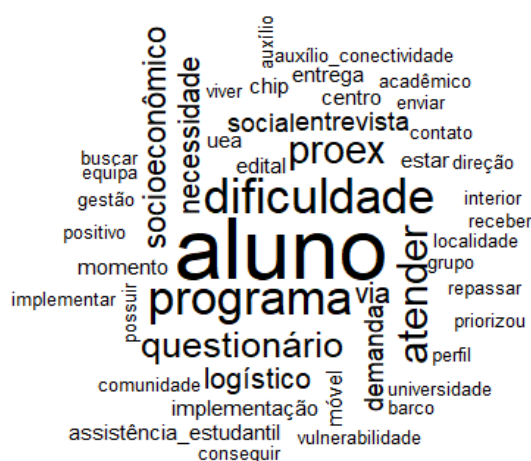 auxílio
auxílio_conectividade
socioeconômico
necessidade
entrega
acadêmico
viver
chip
centro
enviar
social
entrevista
contato
uea
proex
buscar
equipa
edital
estar
direção
gestão
dificuldade
interior
receber
positivo
aluno
atender
localidade
grupo
momento
programa
via
repassar
implementar
possuir
demanda
priorizou
questionário
perfil
comunidade
logístico
móvel
universidade
barco
implementação
assistência_estudantil
vulnerabilidade
conseguir